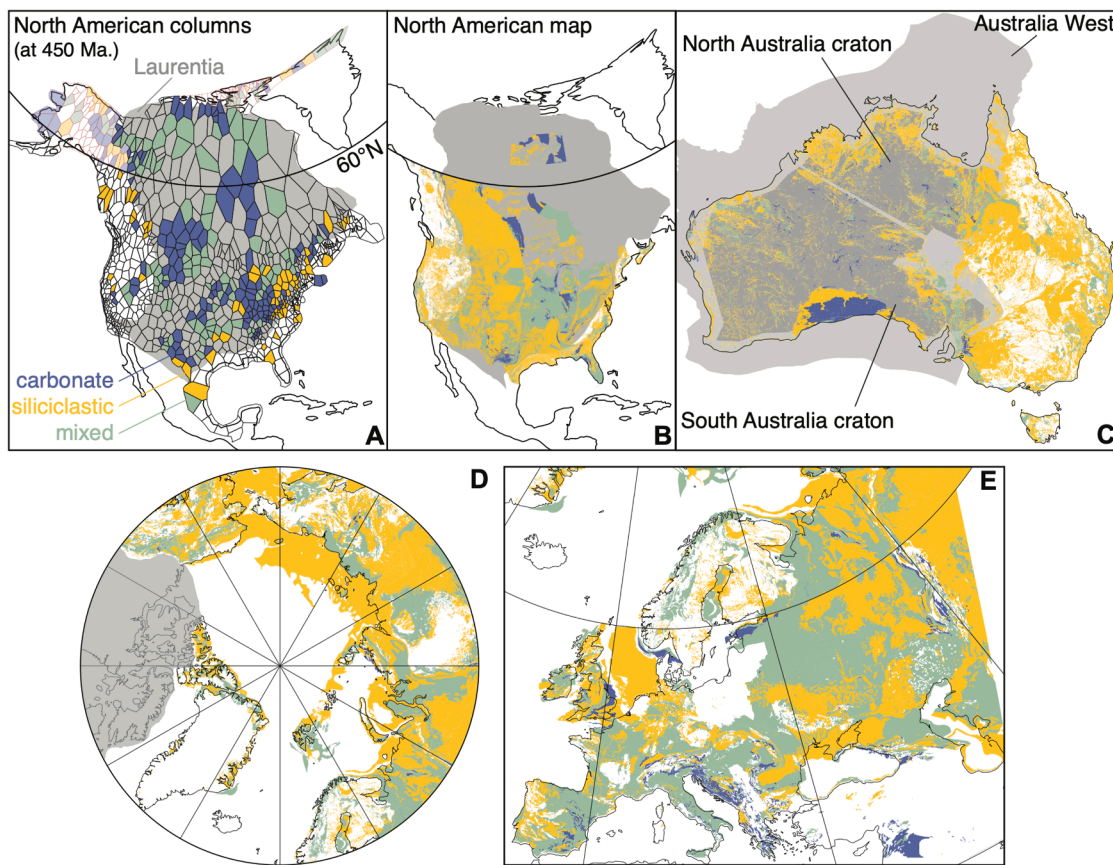 North American columns
(at 450 Ma.)
Laurentia
60°N
carbonate
siliciclastic
mixed
A
North American map
B
North Australia craton
Australia West
South Australia craton
C
D
E